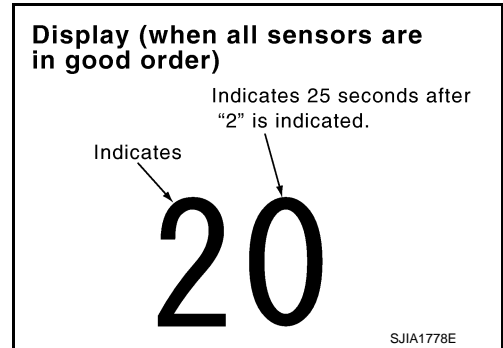 Display (when all sensors are
in good order)
Indicates 25 seconds after
“2” is indicated.
Indicates
20
SJIA1778E